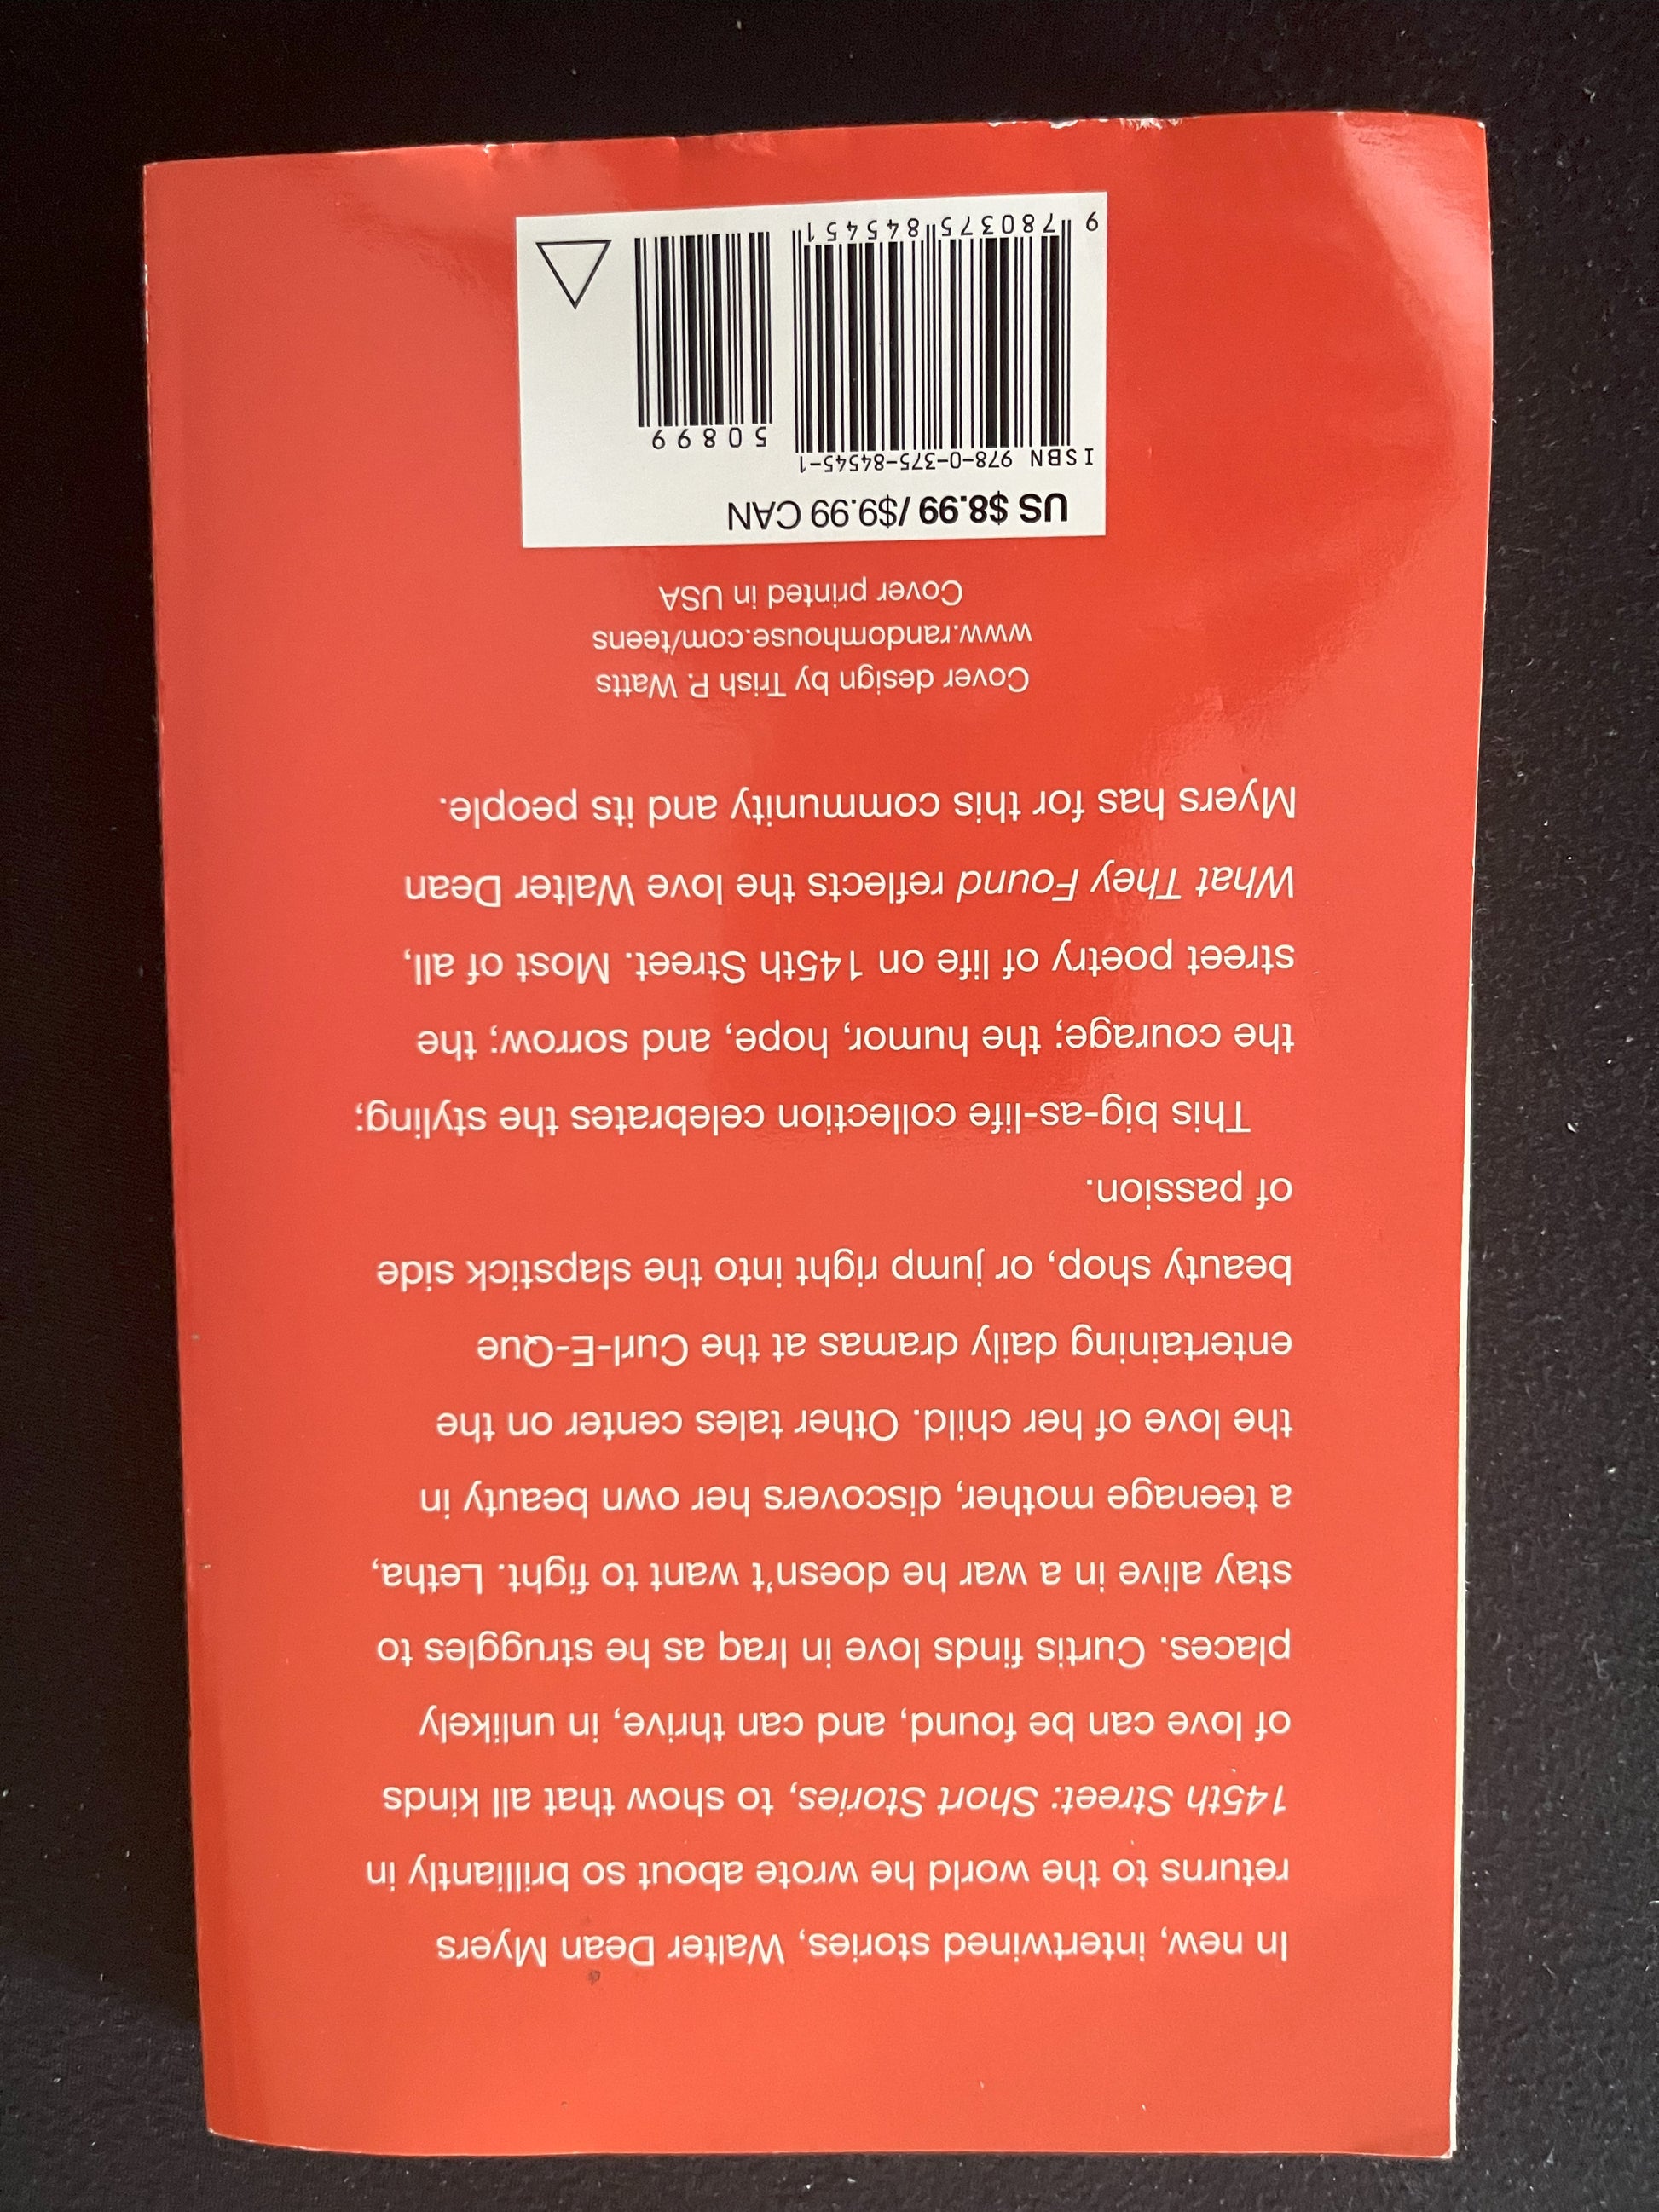 In new, intertwined stories, Walter Dean Myers
returns to the world he wrote about so brilliantly in
145th Street: Short Stories, to show that all kinds
of love can be found, and can thrive, in unlikely
places. Curtis finds love in Iraq as he struggles to
stay alive in a war he doesn't want to fight. Letha,
a teenage mother, discovers her own beauty in
the love of her child. Other tales center on the
entertaining daily dramas at the Curl-E-Que
beauty shop, or jump right into the slapstick side
of passion.
This big-as-life collection celebrates the styling;
the courage; the humor, hope, and sorrow; the
street poetry of life on 145th Street. Most of all,
What They Found reflects the love Walter Dean
Myers has for this community and its people.
Cover design by Trish P. Watts
www.randomhouse.com/teens
Cover printed in USA
US $8.99 / $9.99 CAN
ISBN 978-0-375-84545-1
50899
9 780375 845451